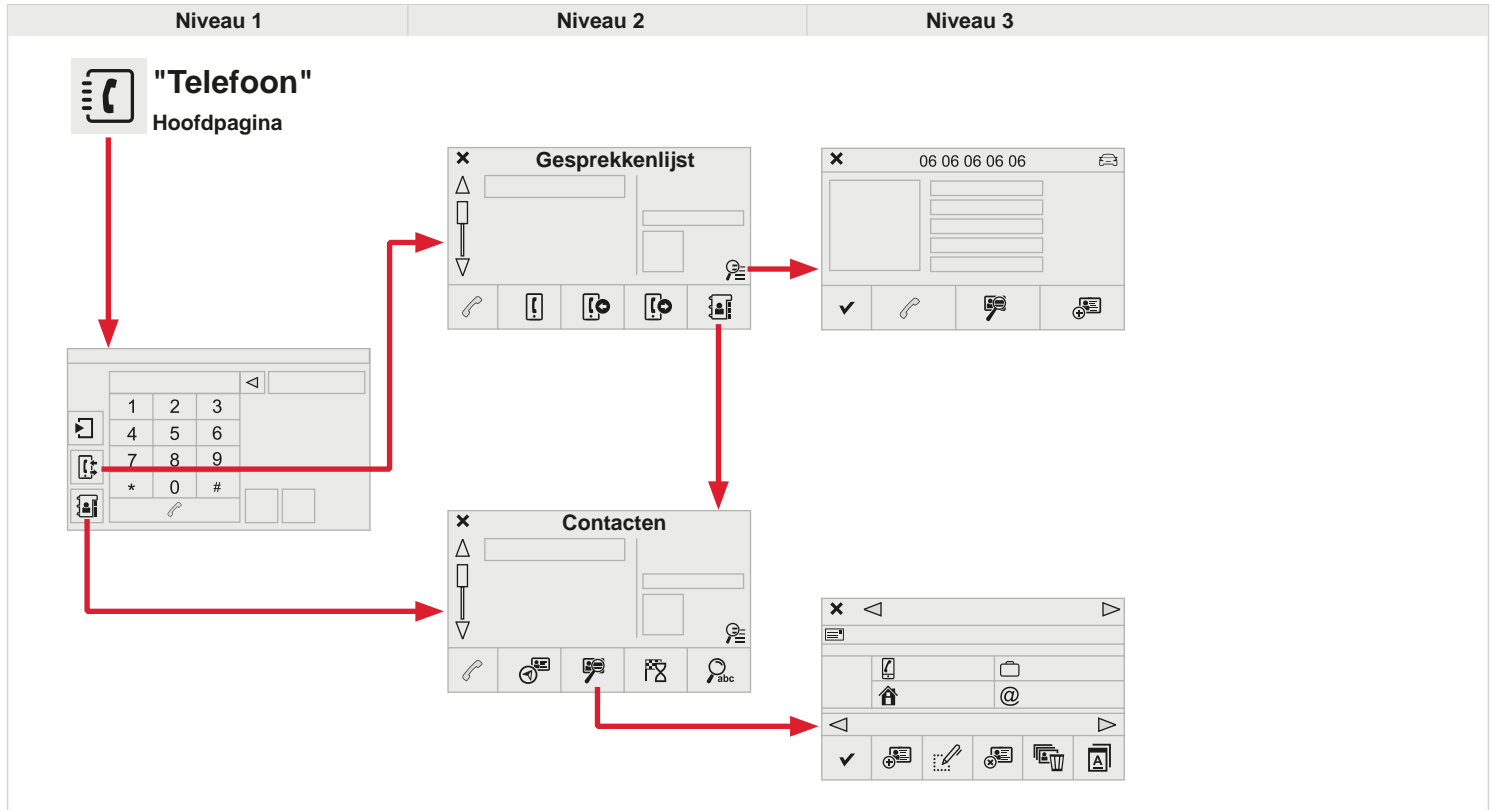 Niveau 1 Niveau 2 Niveau 3
"Telefoon"
Hoofdpagina
Gesprekkenlijst
06 06 06 06 06
1 2 3
4 5 6
7 8 9
* 0 #
Contacten
abc
@
A